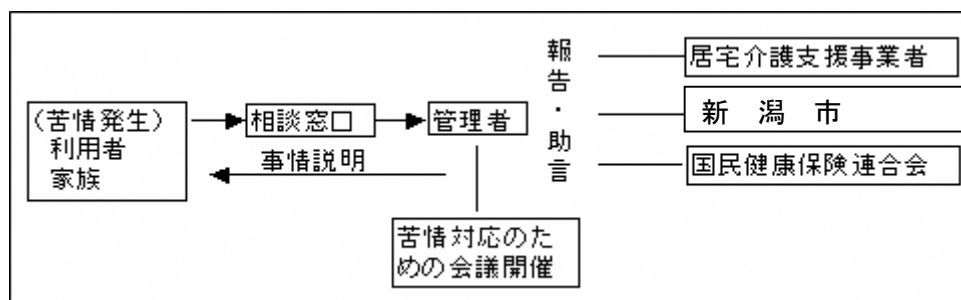 （苦情発生）
利用者
家族
相談窓口
管理者
事情説明
苦情対応のた
めの会議開催
報告・助言
居宅介護支援事業者
新潟市
国民健康保険連合会